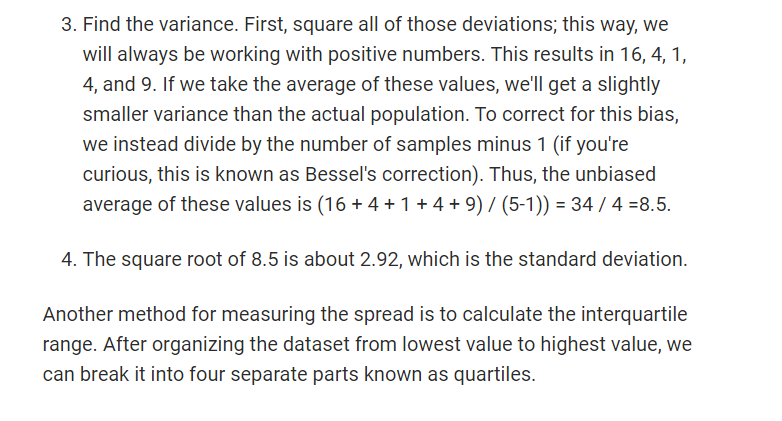 3. Find the variance. First, square all of those deviations; this way, we
will always be working with positive numbers. This results in 16, 4, 1,
4, and 9. If we take the average of these values, we'll get a slightly
smaller variance than the actual population. To correct for this bias,
we instead divide by the number of samples minus 1 (if you're
curious, this is known as Bessel's correction). Thus, the unbiased
average of these values is (16 + 4 + 1 + 4 + 9) / (5-1)) = 34 / 4 =8.5.
4. The square root of 8.5 is about 2.92, which is the standard deviation.
Another method for measuring the spread is to calculate the interquartile
range. After organizing the dataset from lowest value to highest value, we
can break it into four separate parts known as quartiles.